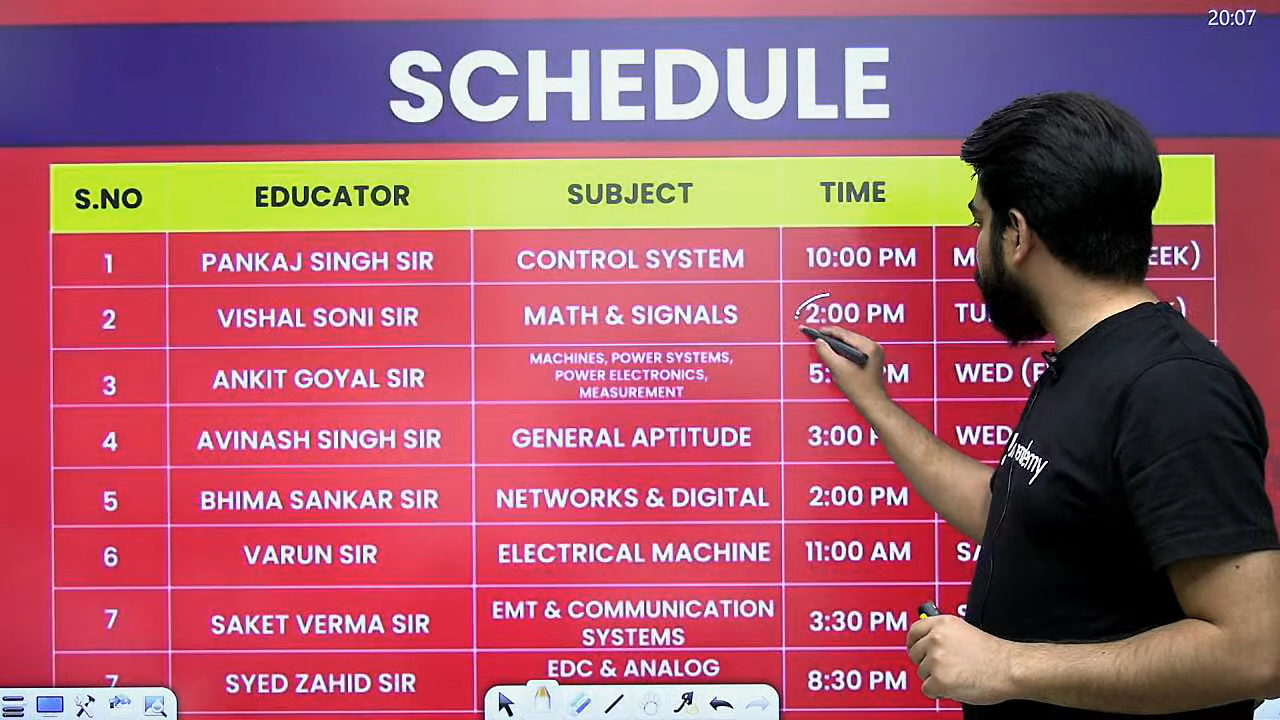 20:07
SCHEDULE
S.NO EDUCATOR SUBJECT TIME
1 PANKAJ SINGH SIR CONTROL SYSTEM 10:00 PM
2 VISHAL SONI SIR MATH & SIGNALS 2:00 PM
3 ANKIT GOYAL SIR MACHINES, POWER SYSTEMS,
POWER ELECTRONICS,
MEASUREMENT WED
4 AVINASH SINGH SIR GENERAL APTITUDE 3:00 WED
5 BHIMA SANKAR SIR NETWORKS & DIGITAL 2:00 PM
6 VARUN SIR ELECTRICAL MACHINE 11:00 AM
7 SAKET VERMA SIR EMT & COMMUNICATION
SYSTEMS 3:30 PM
7 SYED ZAHID SIR EDC & ANALOG 8:30 PM